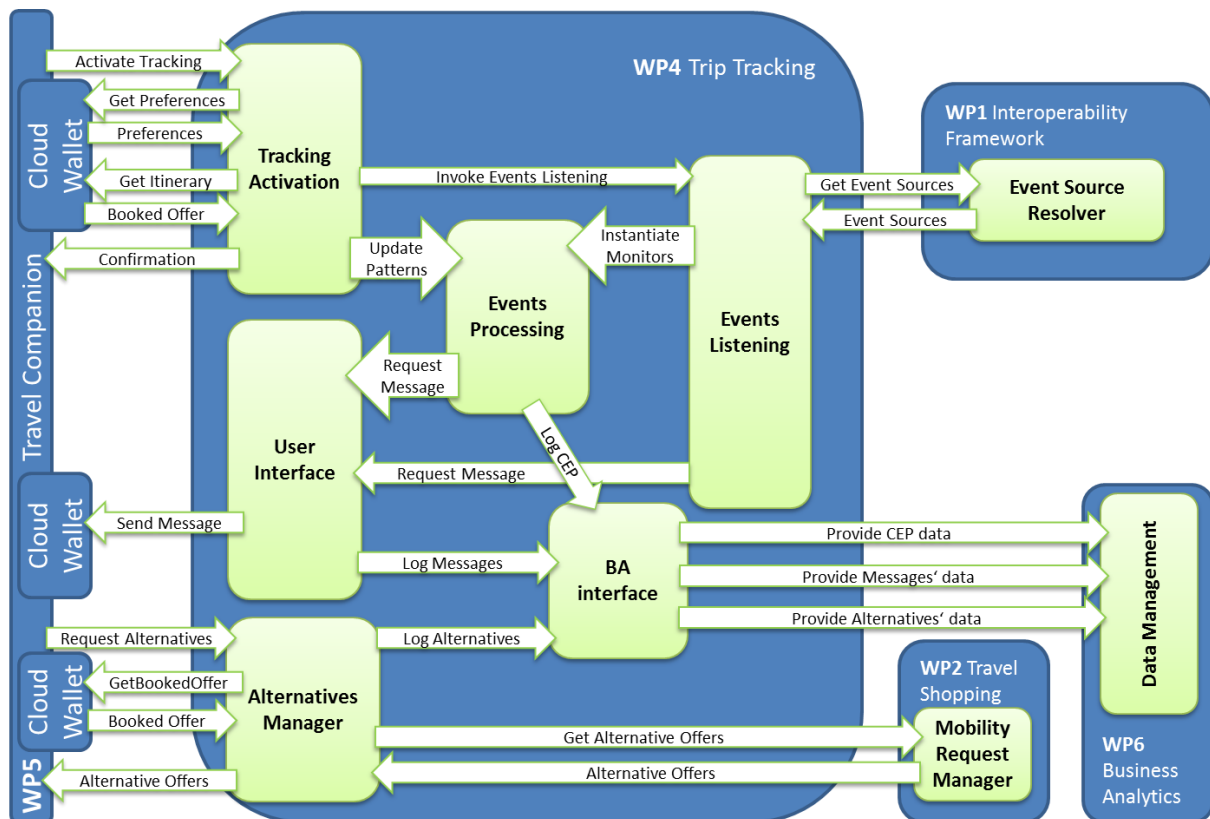 Activate Tracking
Get Preferences
Preferences
Get Itinerary
Booked Offer
Confirmation
Cloud
Wallet
Travel Companion
Cloud
Wallet
Cloud
Wallet
WP5
WP4 Trip Tracking
Tracking
Activation
Invoke Events Listening
Update
Patterns
Instantiate
Monitors
Events
Processing
Events
Listening
Get Event Sources
Event Sources
WP1 Interoperability
Framework
Event Source
Resolver
Request
Message
User
Interface
Log CEP
Request Message
Send Message
Log Messages
BA
interface
Provide CEP data
Provide Messages‘ data
Provide Alternatives‘ data
Data Management
WP6
Business
Analytics
Request Alternatives
Log Alternatives
GetBookedOffer
Booked Offer
Alternatives
Manager
Alternative Offers
Get Alternative Offers
Alternative Offers
WP2 Travel
Shopping
Mobility
Request
Manager